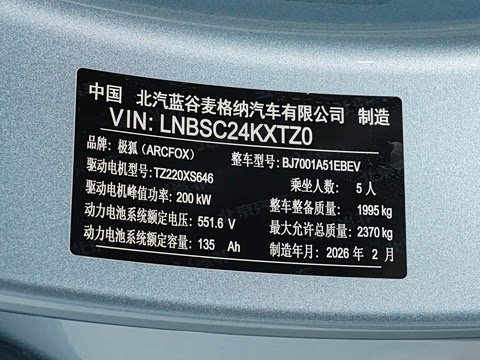 中国 北汽蓝谷麦格纳汽车有限公司 制造
VIN: LNBSC24KXTZ0
品牌: 极狐 (ARCFOX) 整车型号: BJ7001A51EBEV
驱动电机型号: TZ220XS646 乘坐人数: 5 人
驱动电机峰值功率: 200 kW 整车整备质量: 1995 kg
动力电池系统额定电压: 551.6 V 最大允许总质量: 2370 kg
动力电池系统额定容量: 135 Ah 制造年月: 2026 年 2 月